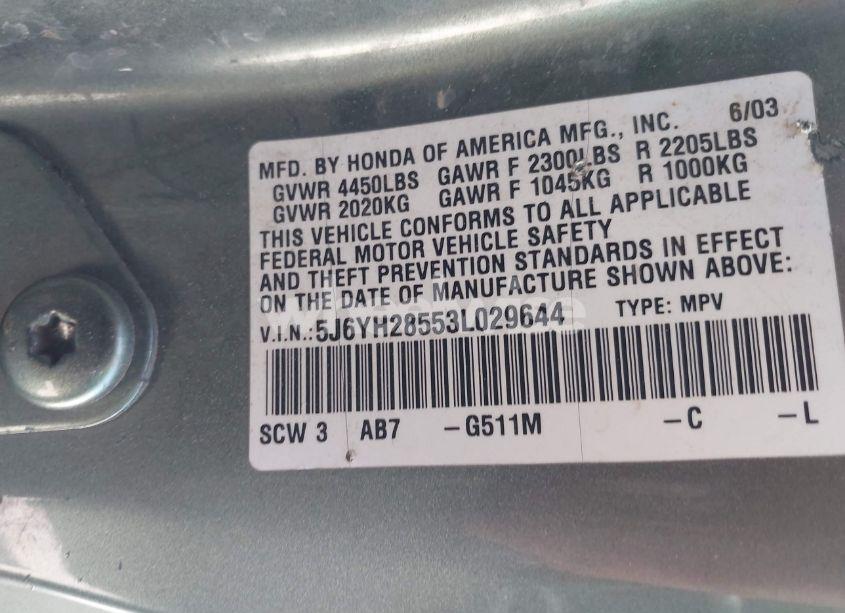 6/03
MFD. BY HONDA OF AMERICA MFG., INC.
GVWR 4450LBS GAWR F 2300LBS R 2205LBS
GVWR 2020KG GAWR F 1045KG R 1000KG
THIS VEHICLE CONFORMS TO ALL APPLICABLE
FEDERAL MOTOR VEHICLE SAFETY
AND THEFT PREVENTION STANDARDS IN EFFECT
ON THE DATE OF MANUFACTURE SHOWN ABOVE:
V.I.N.:5J6YH28553L029644 TYPE: MPV
SCW 3 AB7 –G511M –C –L